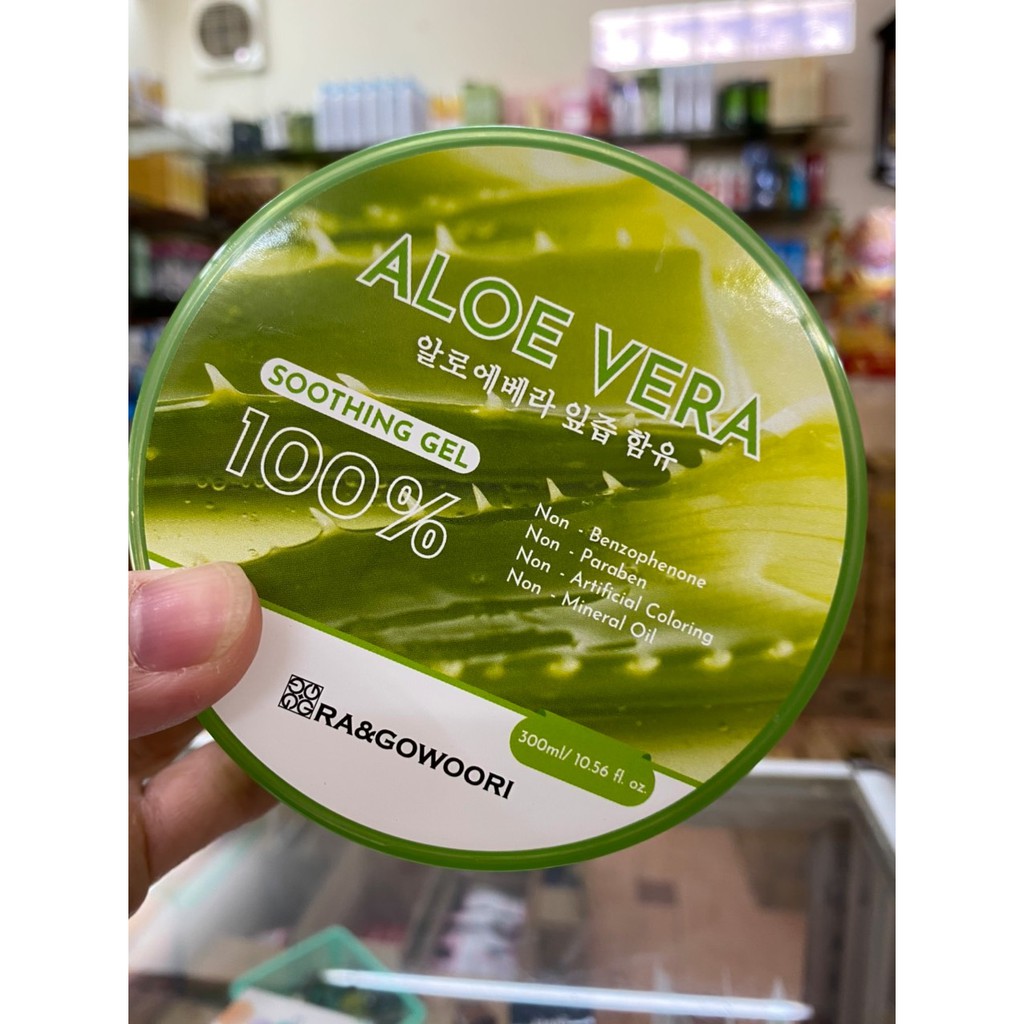 ALOE VERA
알로에베라 잎즙 함유
SOOTHING GEL
100%
Non - Benzophenone
Non - Paraben
Non - Artificial Coloring
Non - Mineral Oil
RA&GOWOORI
300ml/ 10.56 fl. oz.